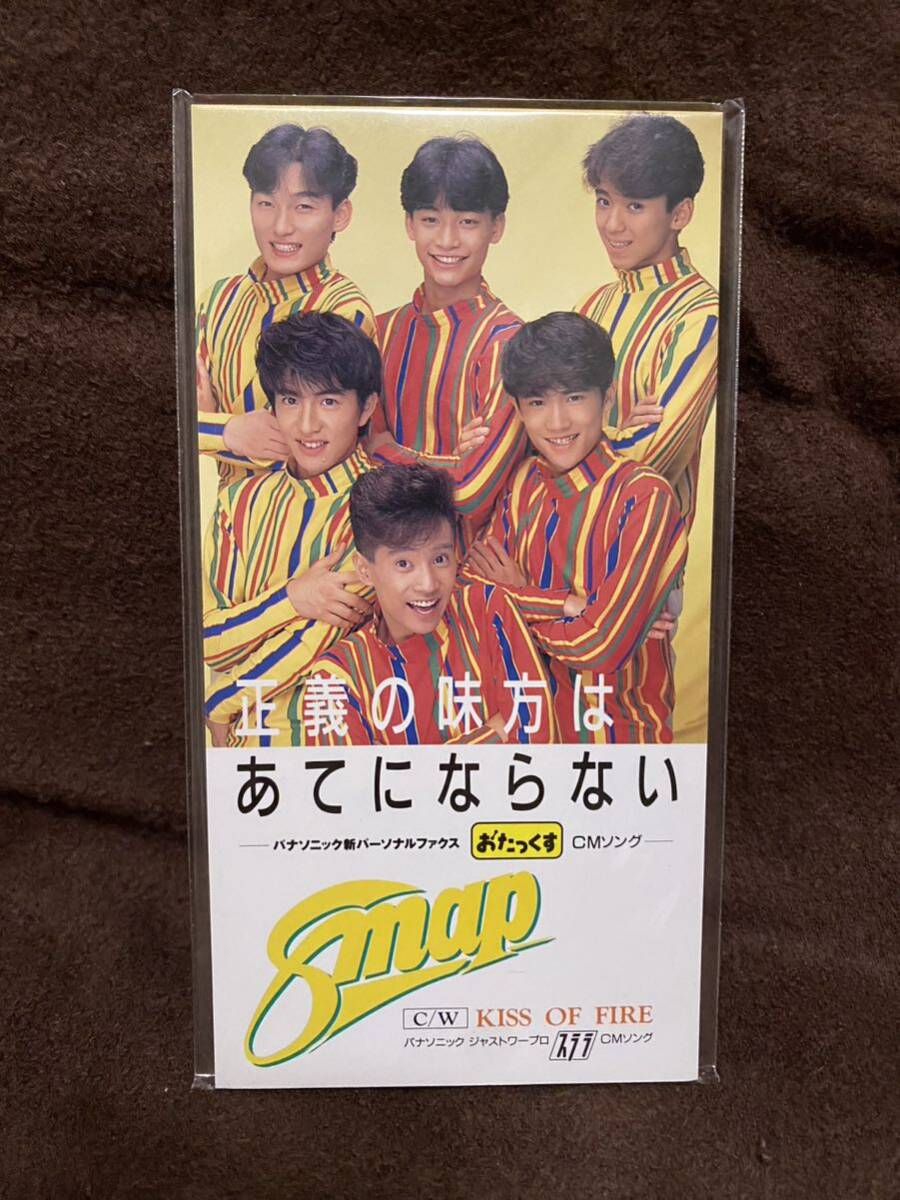 正義の味方は
あてにならない
パナソニック新パーソナルファクス おたっくす CMソング
Smap
C/W KISS OF FIRE
パナソニック ジャストワープロ スララ CMソング